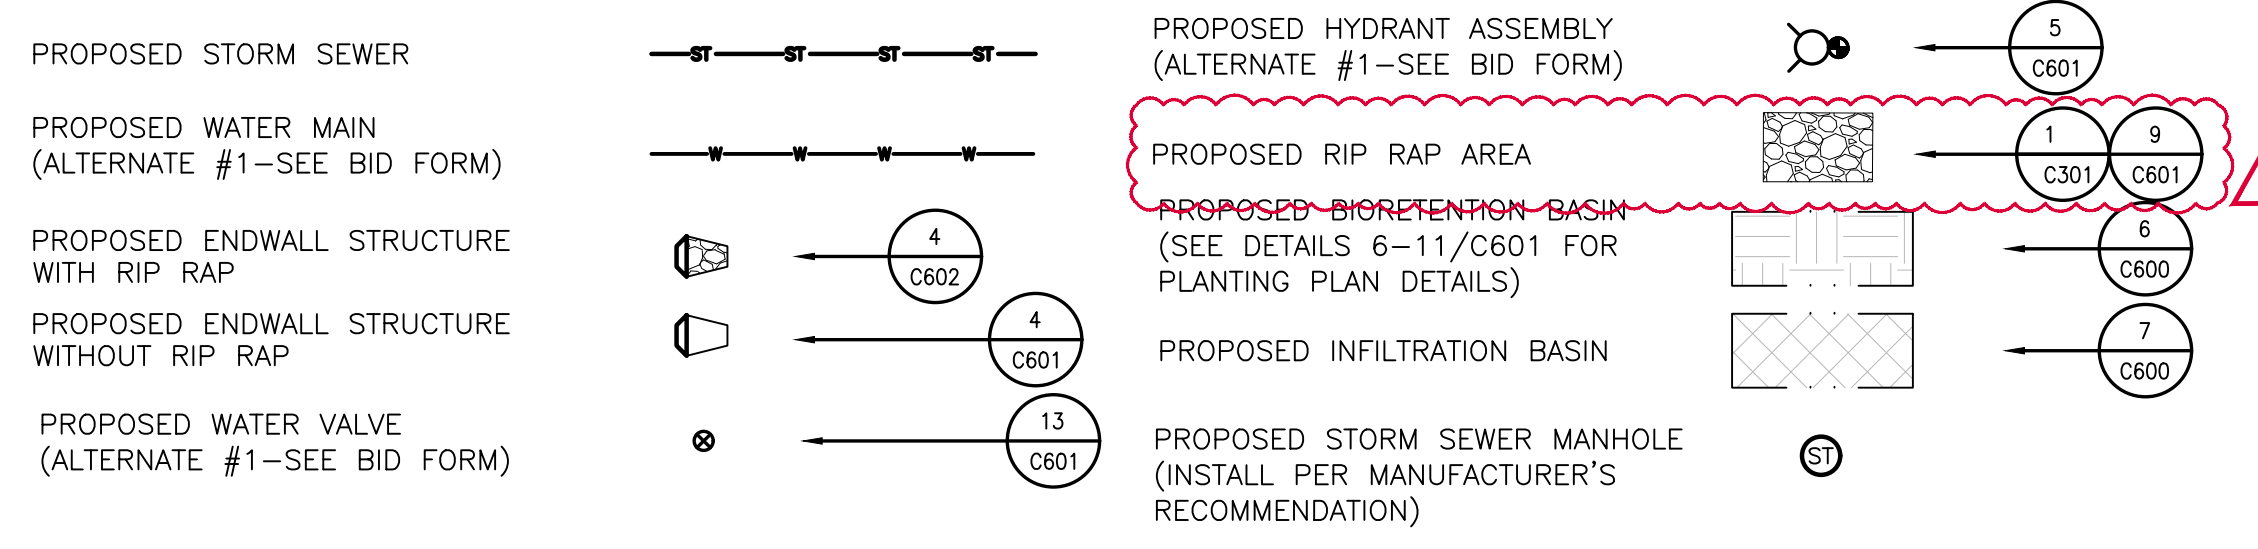 PROPOSED STORM SEWER
ST ST ST ST
PROPOSED WATER MAIN
(ALTERNATE #1-SEE BID FORM)
W W W W
PROPOSED ENDWALL STRUCTURE
WITH RIP RAP
4
C602
PROPOSED ENDWALL STRUCTURE
WITHOUT RIP RAP
4
C601
PROPOSED WATER VALVE
(ALTERNATE #1-SEE BID FORM)
13
C601
PROPOSED HYDRANT ASSEMBLY
(ALTERNATE #1-SEE BID FORM)
5
C601
PROPOSED RIP RAP AREA
1 9
C301 C601
PROPOSED BIORETENTION BASIN
(SEE DETAILS 6-11/C601 FOR
PLANTING PLAN DETAILS)
6
C600
PROPOSED INFILTRATION BASIN
7
C600
PROPOSED STORM SEWER MANHOLE
(INSTALL PER MANUFACTURER'S
RECOMMENDATION)
ST